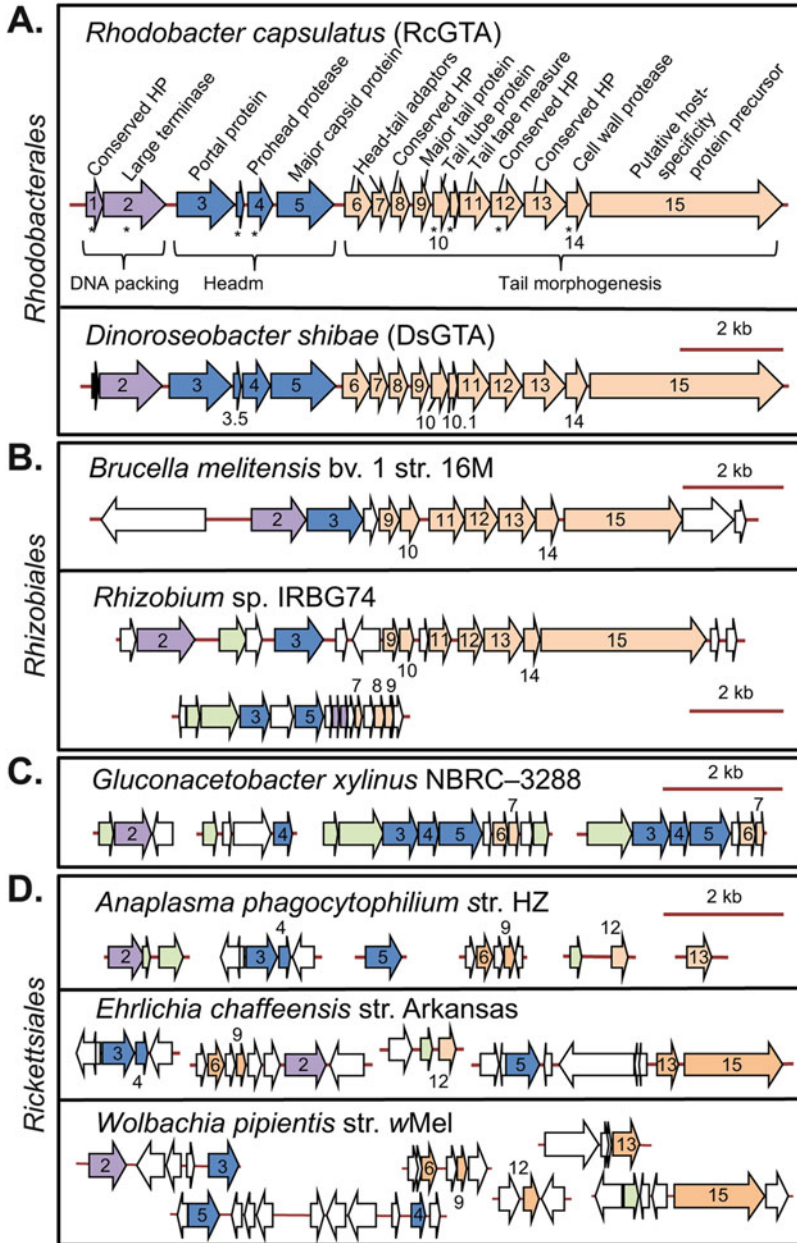 A.
Rhodobacterales
Rhodobacter capsulatus (RcGTA)
Conserved HP
Large terminase
Portal protein
Prohead protease
Major capsid protein
Head-tail adaptors
Conserved HP
Major tail protein
Tail tube protein
Tail tape measure
Conserved HP
Conserved HP
Cell wall protease
Putative host-
specificity
protein precursor
1 2 3 4 5 6 7 8 9 11 12 13 15
* * * * * * *
10 14
DNA packing Headm Tail morphogenesis
Dinoroseobacter shibae (DsGTA) 2 kb
2 3 4 5 6 7 8 9 11 12 13 15
3.5 10 10.1 14
B.
Rhizobiales
Brucella melitensis bv. 1 str. 16M 2 kb
2 3 9 11 12 13 15
10 14
Rhizobium sp. IRBG74
2 3 9 11 12 13 15
10 14
7 8 9
3 5
2 kb
C.
Gluconacetobacter xylinus NBRC–3288 2 kb
7 7
2 4 3 4 5 6 3 4 5 6
D.
Rickettsiales
Anaplasma phagocytophilium str. HZ 2 kb
4 9 12
2 3 5 6 13
Ehrlichia chaffeensis str. Arkansas
9
3 6 2 5 13 15
4 12
Wolbachia pipientis str. wMel
13
2 3 6 12
9
5 4 15